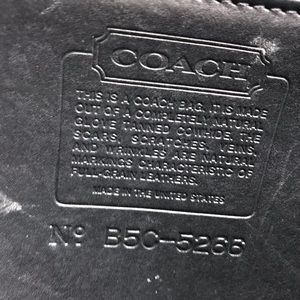 COACH
THIS IS A COACH BAG. IT IS MADE
OUT OF A COMPLETELY NATURAL
GLOVE TANNED COWHIDE. THE
SCARS, SCRATCHES, VEINS
AND WRINKLES ARE NATURAL
MARKINGS CHARACTERISTIC OF
FULL-GRAIN LEATHERS.
MADE IN THE UNITED STATES
Nº B5C-5266